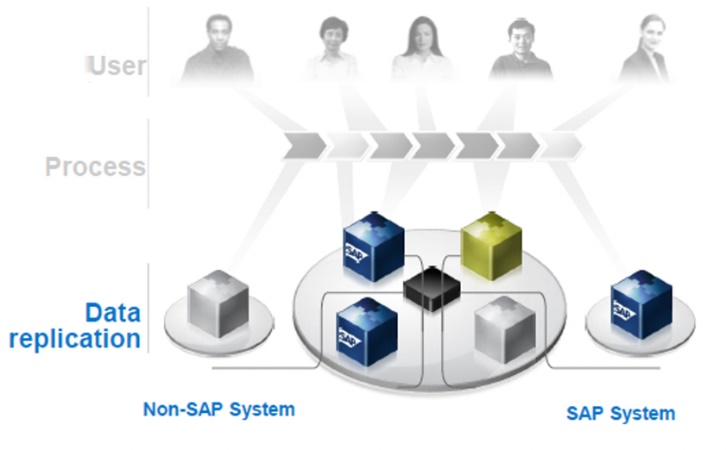 User
Process
SAP
SAP
SAP
Data
replication
Non-SAP System
SAP System